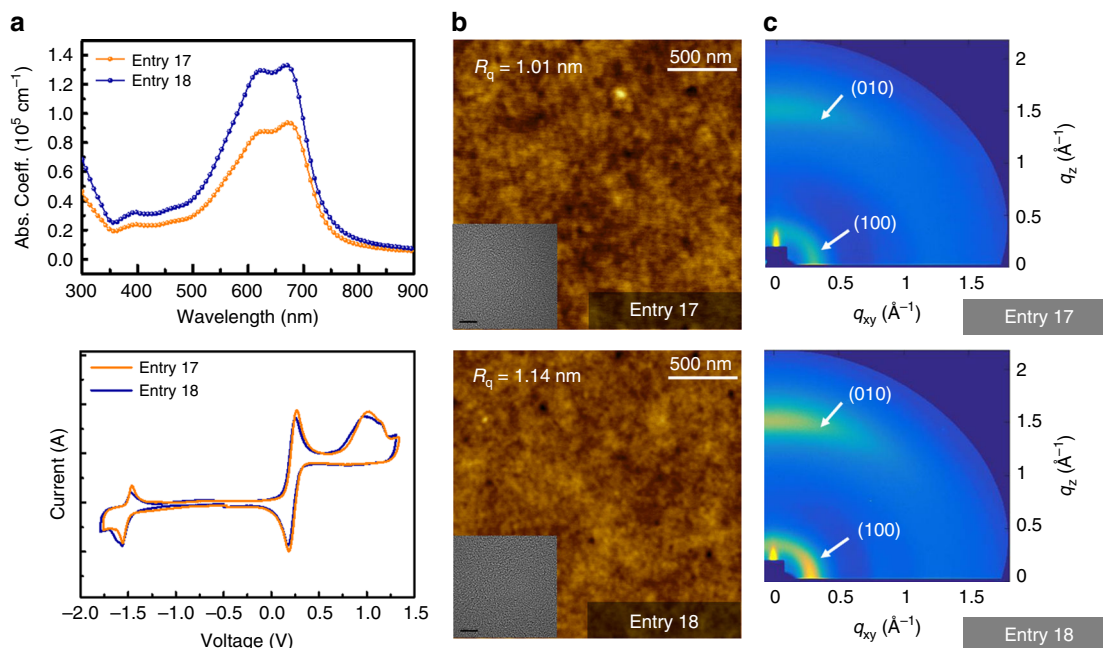 a
Entry 17
Entry 18
1.4
1.2
1.0
0.8
0.6
0.4
0.2
0.0
Abs. Coeff. (10⁵ cm⁻¹)
300 400 500 600 700 800 900
Wavelength (nm)
Entry 17
Entry 18
Current (A)
−2.0 −1.5 −1.0 −0.5 0.0 0.5 1.0 1.5
Voltage (V)
b
Rq = 1.01 nm
500 nm
Entry 17
Rq = 1.14 nm
500 nm
Entry 18
c
(010)
(100)
2
1.5
1
0.5
0
qz (Å⁻¹)
0 0.5 1 1.5
qxy (Å⁻¹)
Entry 17
(010)
(100)
2
1.5
1
0.5
0
qz (Å⁻¹)
0 0.5 1 1.5
qxy (Å⁻¹)
Entry 18